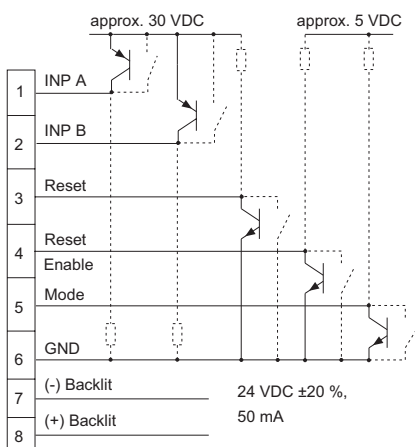 approx. 30 VDC
approx. 5 VDC
1
INP A
2
INP B
3
Reset
4
Reset
Enable
5
Mode
6
GND
7
(-) Backlit
24 VDC ±20 %,
50 mA
8
(+) Backlit